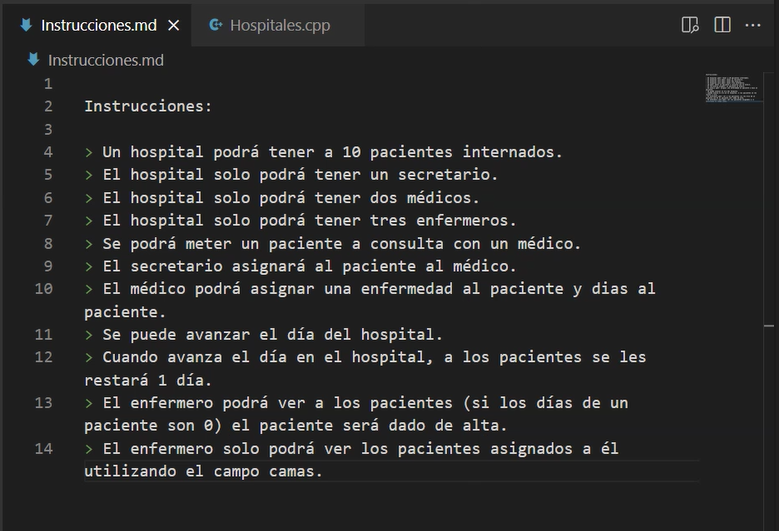 Instrucciones.md
Hospitales.cpp
Instrucciones.md
1
2 Instrucciones:
3
4 > Un hospital podrá tener a 10 pacientes internados.
5 > El hospital solo podrá tener un secretario.
6 > El hospital solo podrá tener dos médicos.
7 > El hospital solo podrá tener tres enfermeros.
8 > Se podrá meter un paciente a consulta con un médico.
9 > El secretario asignará al paciente al médico.
10 > El médico podrá asignar una enfermedad al paciente y dias al
paciente.
11 > Se puede avanzar el día del hospital.
12 > Cuando avanza el día en el hospital, a los pacientes se les
restará 1 día.
13 > El enfermero podrá ver a los pacientes (si los días de un
paciente son 0) el paciente será dado de alta.
14 > El enfermero solo podrá ver los pacientes asignados a él
utilizando el campo camas.